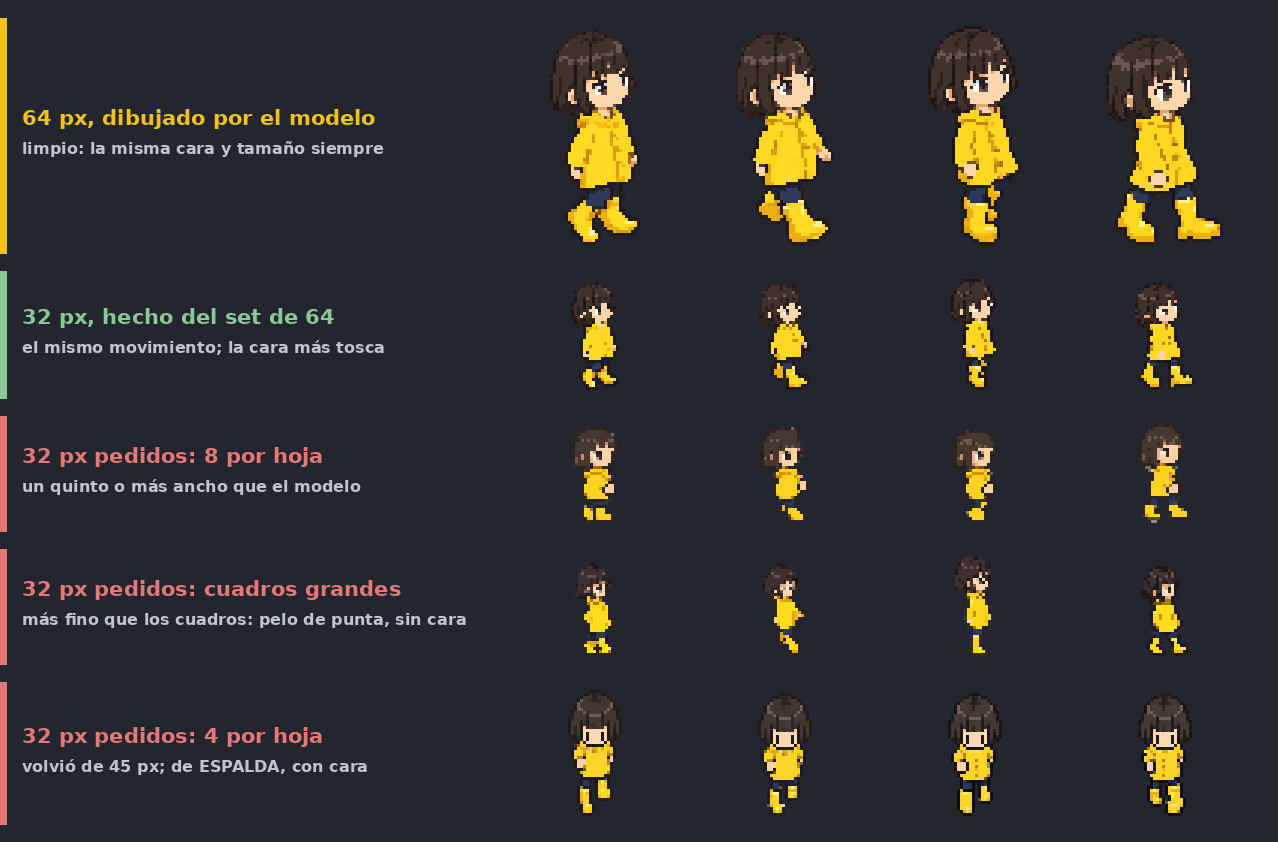 64 px, dibujado por el modelo
limpio: la misma cara y tamaño siempre
32 px, hecho del set de 64
el mismo movimiento; la cara más tosca
32 px pedidos: 8 por hoja
un quinto o más ancho que el modelo
32 px pedidos: cuadros grandes
más fino que los cuadros: pelo de punta, sin cara
32 px pedidos: 4 por hoja
volvió de 45 px; de ESPALDA, con cara